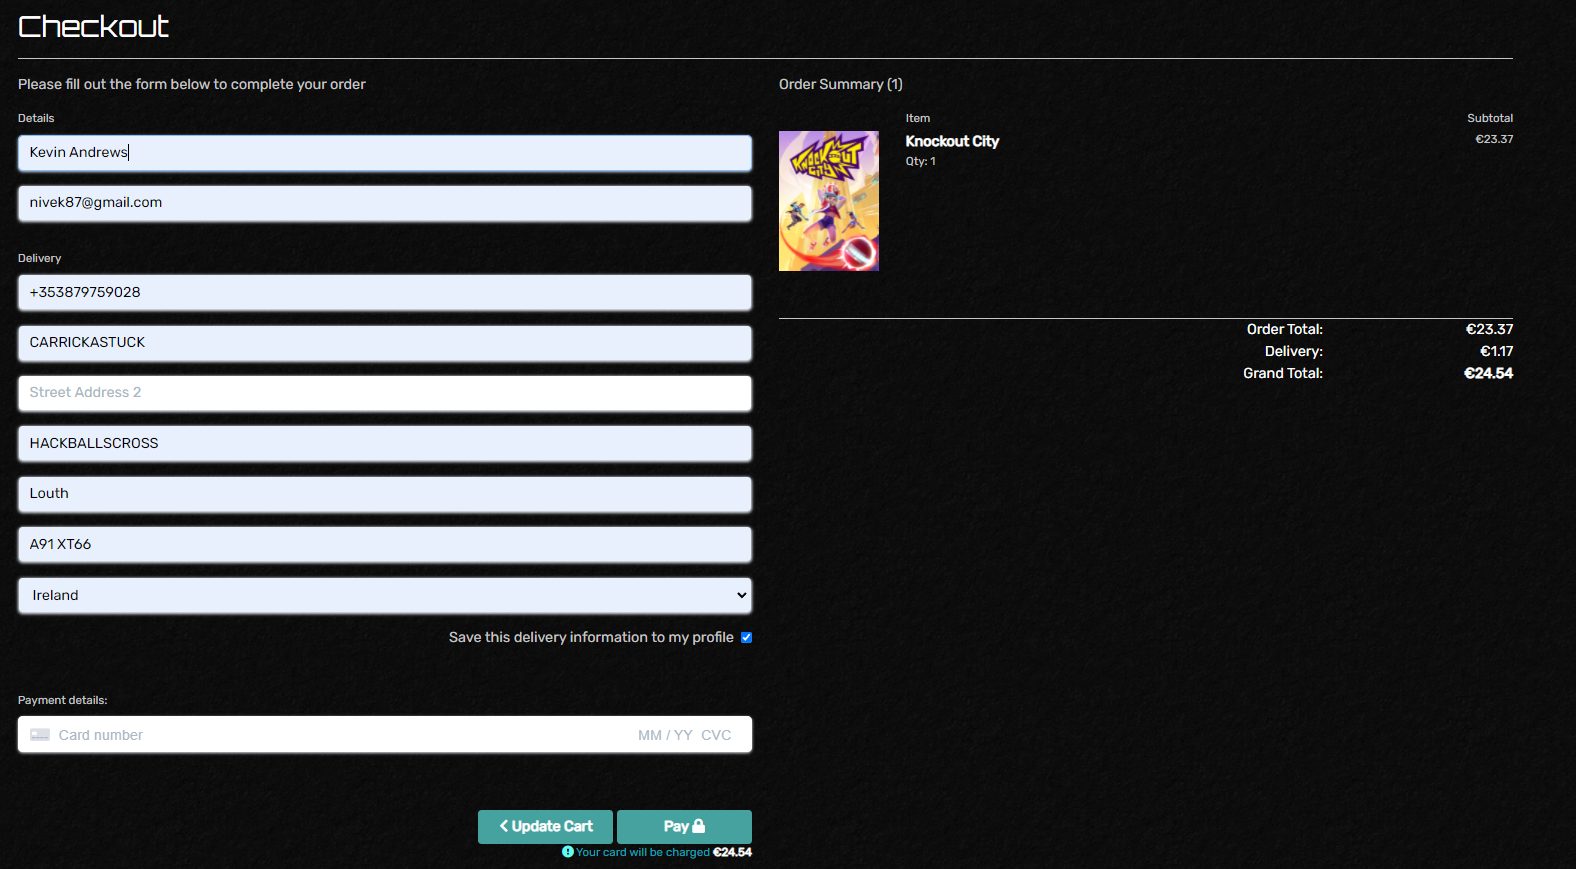 Checkout
Please fill out the form below to complete your order
Details
Kevin Andrews
nivek87@gmail.com
Delivery
+353879759028
CARRICKASTUCK
Street Address 2
HACKBALLSCROSS
Louth
A91 XT66
Ireland
Save this delivery information to my profile
Payment details:
Card number MM / YY CVC
Update Cart Pay
Your card will be charged €24.54
Order Summary (1)
Item Subtotal
KNOCKOUT
CITY
Knockout City €23.37
Qty: 1
Order Total: €23.37
Delivery: €1.17
Grand Total: €24.54